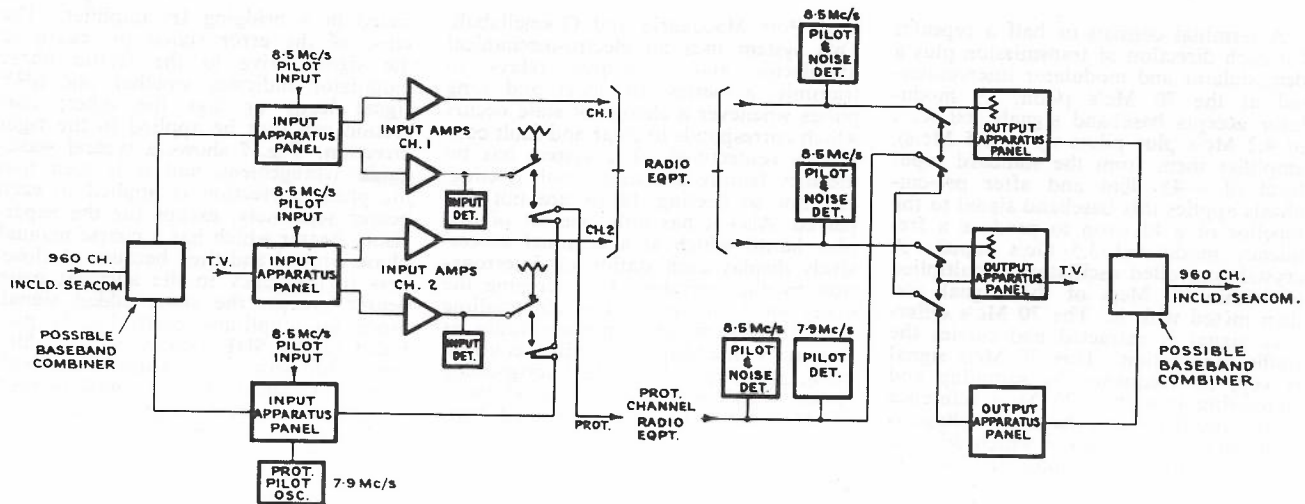 8·5 Mc/s
PILOT
INPUT
INPUT
APPARATUS
PANEL
INPUT AMPS
CH. 1
INPUT
DET.
CH.1
8·5 Mc/s
PILOT
INPUT
960 CH.
INCLD. SEACOM
T.V.
INPUT
APPARATUS
PANEL
INPUT AMPS
CH. 2
INPUT
DET.
CH.2
POSSIBLE
BASEBAND
COMBINER
8·5 Mc/s
PILOT
INPUT
INPUT
APPARATUS
PANEL
PROT.
PILOT
OSC.
7·9 Mc/s
RADIO
EQPT.
PROT.
PROT.
CHANNEL
RADIO
EQPT.
8·5 Mc/s
PILOT
&
NOISE DET.
8·5 Mc/s
PILOT
&
NOISE DET.
8·5 Mc/s
PILOT
&
NOISE DET.
7·9 Mc/s
PILOT
DET.
OUTPUT
APPARATUS
PANEL
OUTPUT
APPARATUS
PANEL
T.V.
OUTPUT
APPARATUS
PANEL
960 CH.
INCLD. SEACOM.
POSSIBLE
BASEBAND
COMBINER